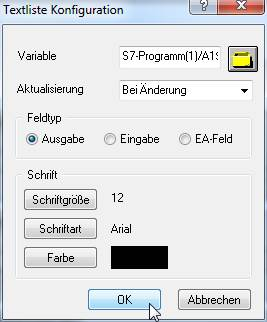 Textliste Konfiguration
Variable S7-Programm(1)/A1S
Aktualisierung Bei Änderung
Feldtyp
Ausgabe Eingabe EA-Feld
Schrift
Schriftgröße 12
Schriftart Arial
Farbe
OK Abbrechen